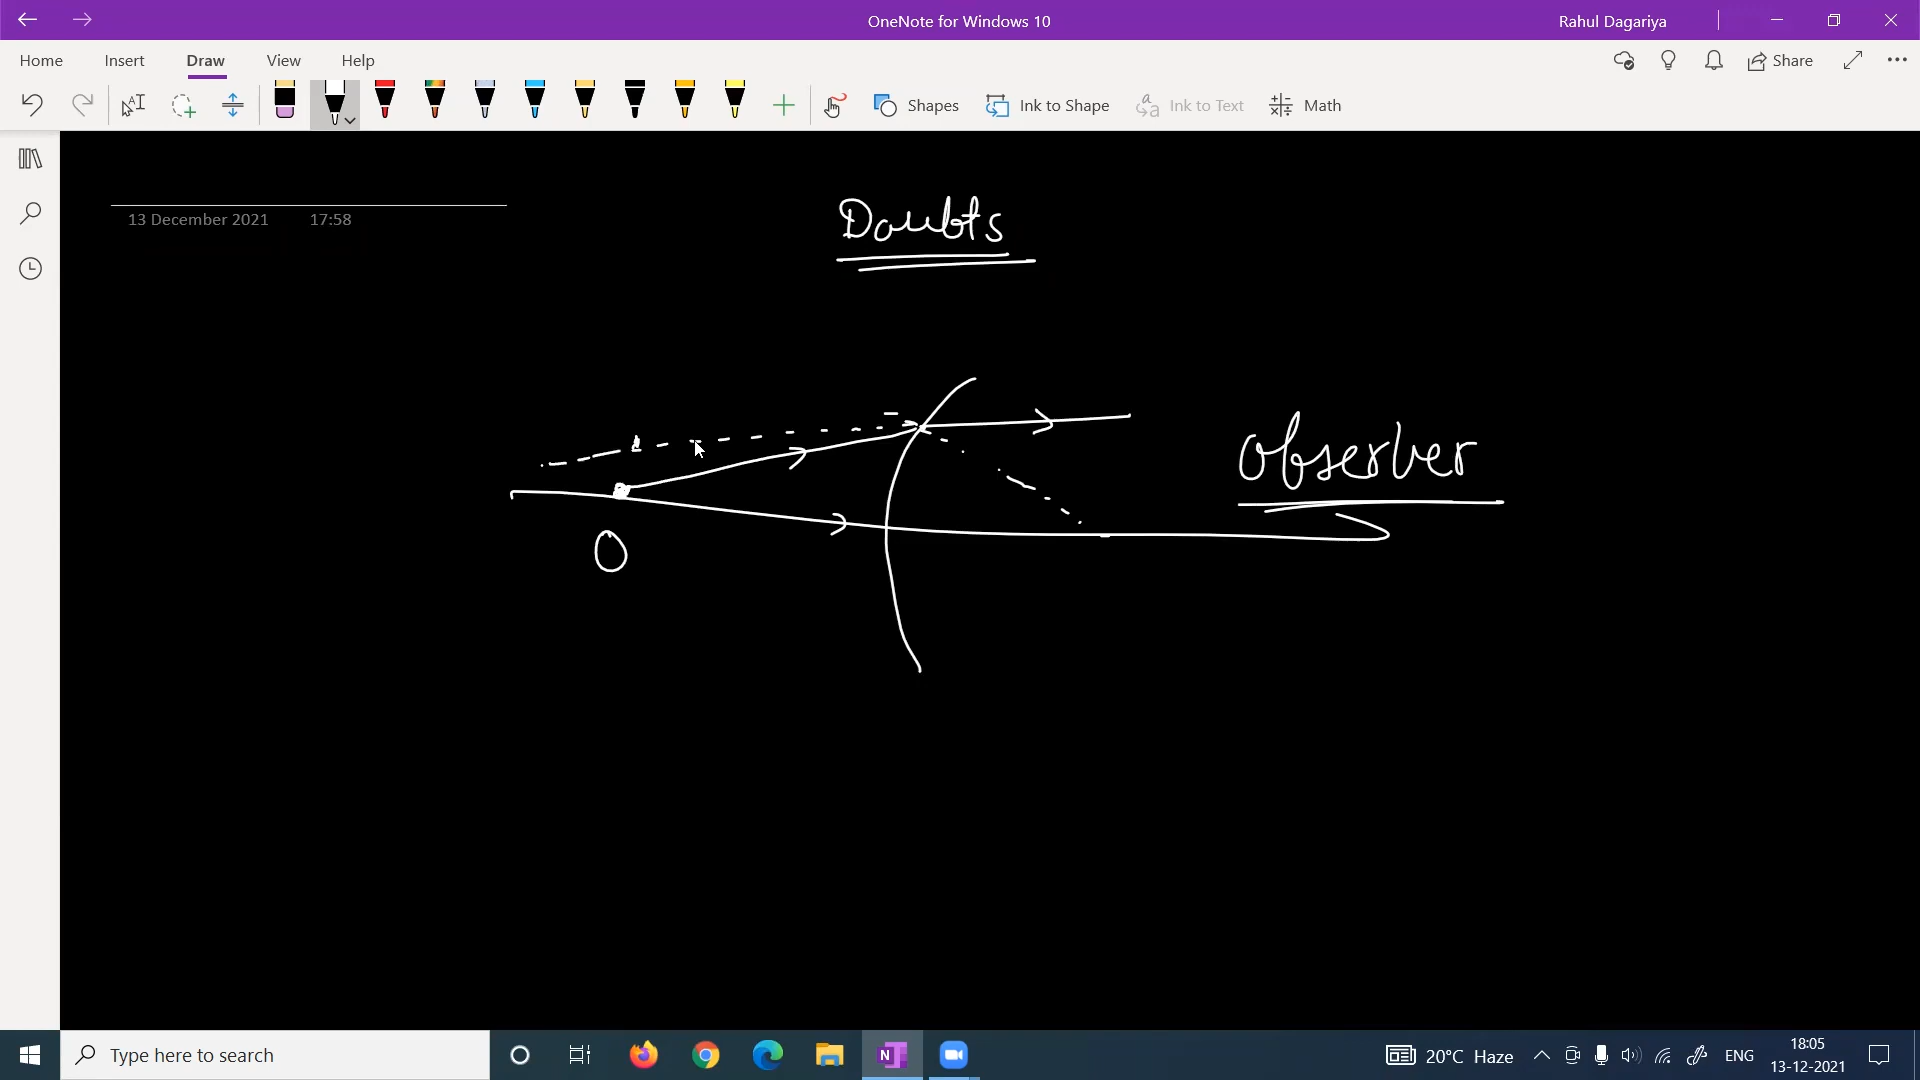 OneNote for Windows 10
Rahul Dagariya
Home Insert Draw View Help
Share
Shapes Ink to Shape Ink to Text Math
13 December 2021 17:58
Doubts
Observer
O
Type here to search
20°C Haze
ENG
18:05
13-12-2021